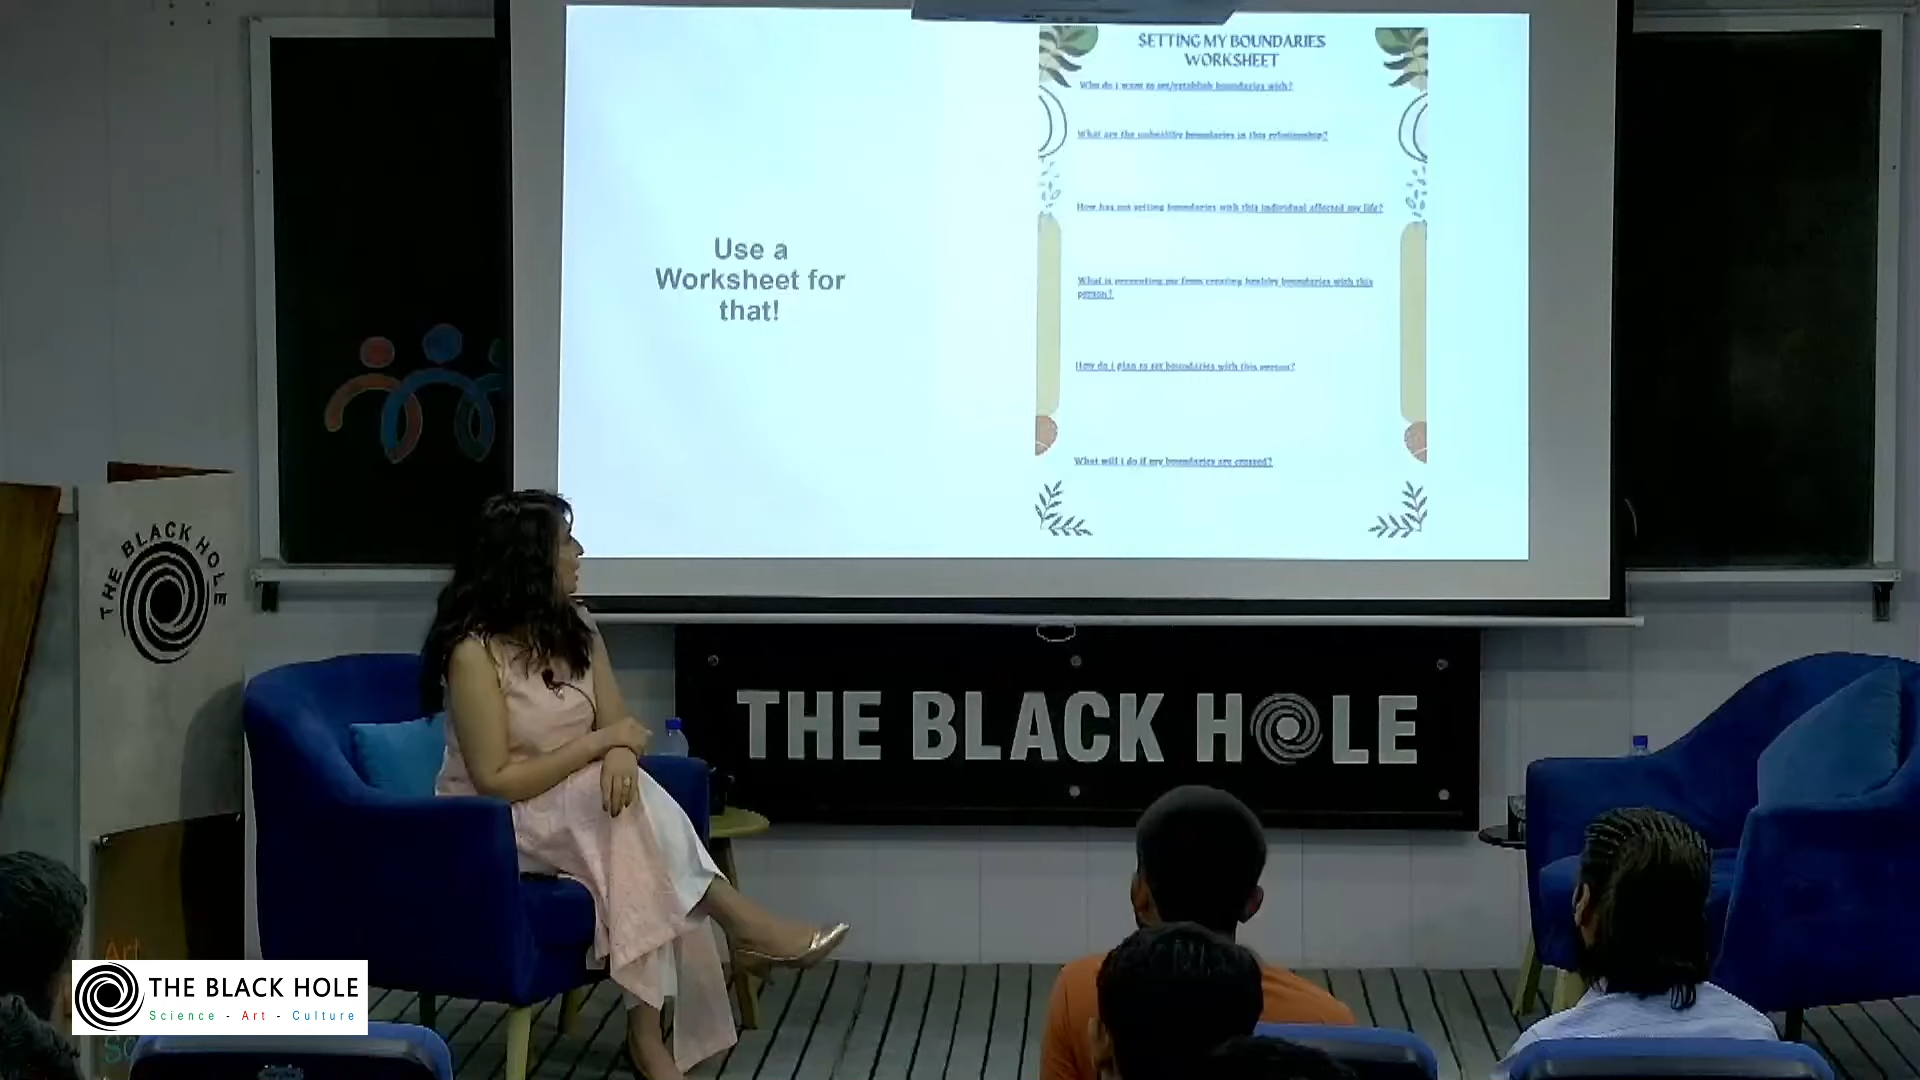 SETTING MY BOUNDARIES
WORKSHEET
Who do i want to set/establish boundaries with?
What are the unhealthy boundaries in this relationship?
How has not setting boundaries with this individual affected my life?
What is preventing me from creating healthy boundaries with this
person?
How do i plan to set boundaries with this person?
What will i do if my boundaries are crossed?
Use a
Worksheet for
that!
THE BLACK HOLE
THE BLACK HOLE
Art
THE BLACK HOLE
Science - Art - Culture